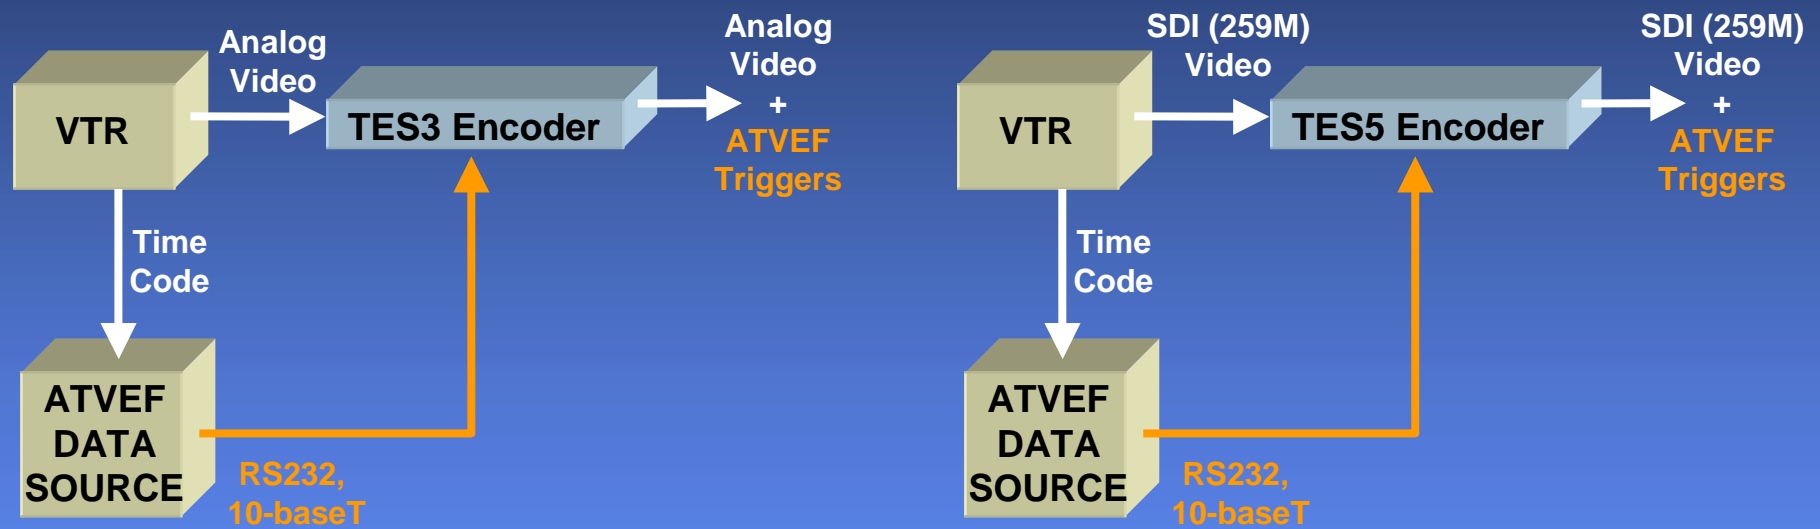 Analog
Video
VTR
TES3 Encoder
Analog
Video
+
ATVEF
Triggers
Time
Code
ATVEF
DATA
SOURCE
RS232,
10-baseT
SDI (259M)
Video
VTR
TES5 Encoder
SDI (259M)
Video
+
ATVEF
Triggers
Time
Code
ATVEF
DATA
SOURCE
RS232,
10-baseT